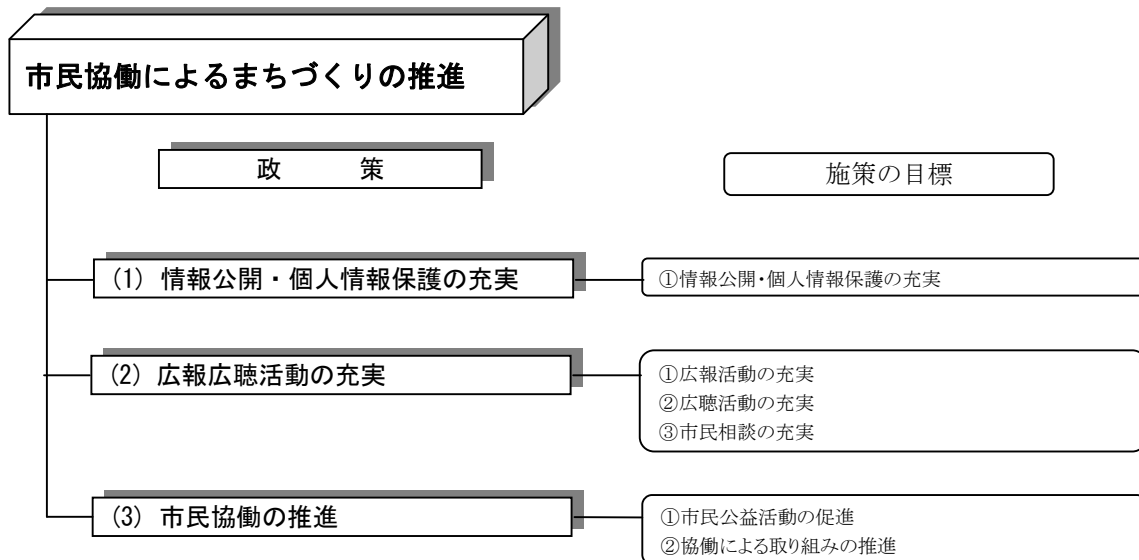 市民協働によるまちづくりの推進
政　　　策
施策の目標
(1) 情報公開・個人情報保護の充実
①情報公開・個人情報保護の充実
(2) 広報広聴活動の充実
①広報活動の充実
②広聴活動の充実
③市民相談の充実
(3) 市民協働の推進
①市民公益活動の促進
②協働による取り組みの推進